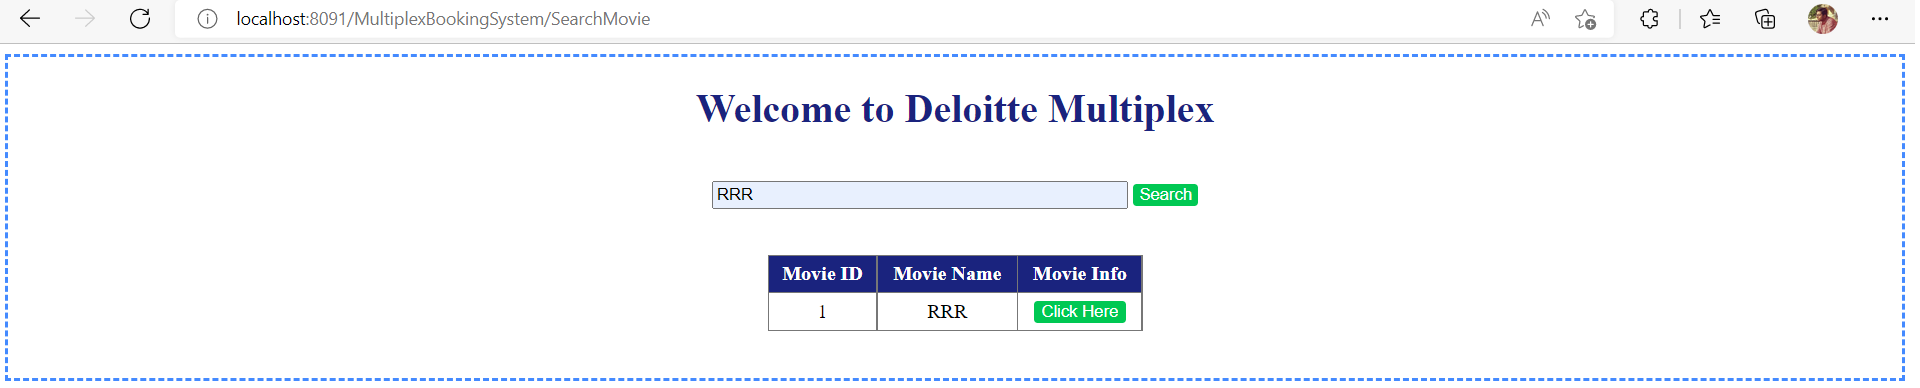 localhost:8091/MultiplexBookingSystem/SearchMovie
Welcome to Deloitte Multiplex
RRR Search
Movie ID Movie Name Movie Info
1 RRR Click Here